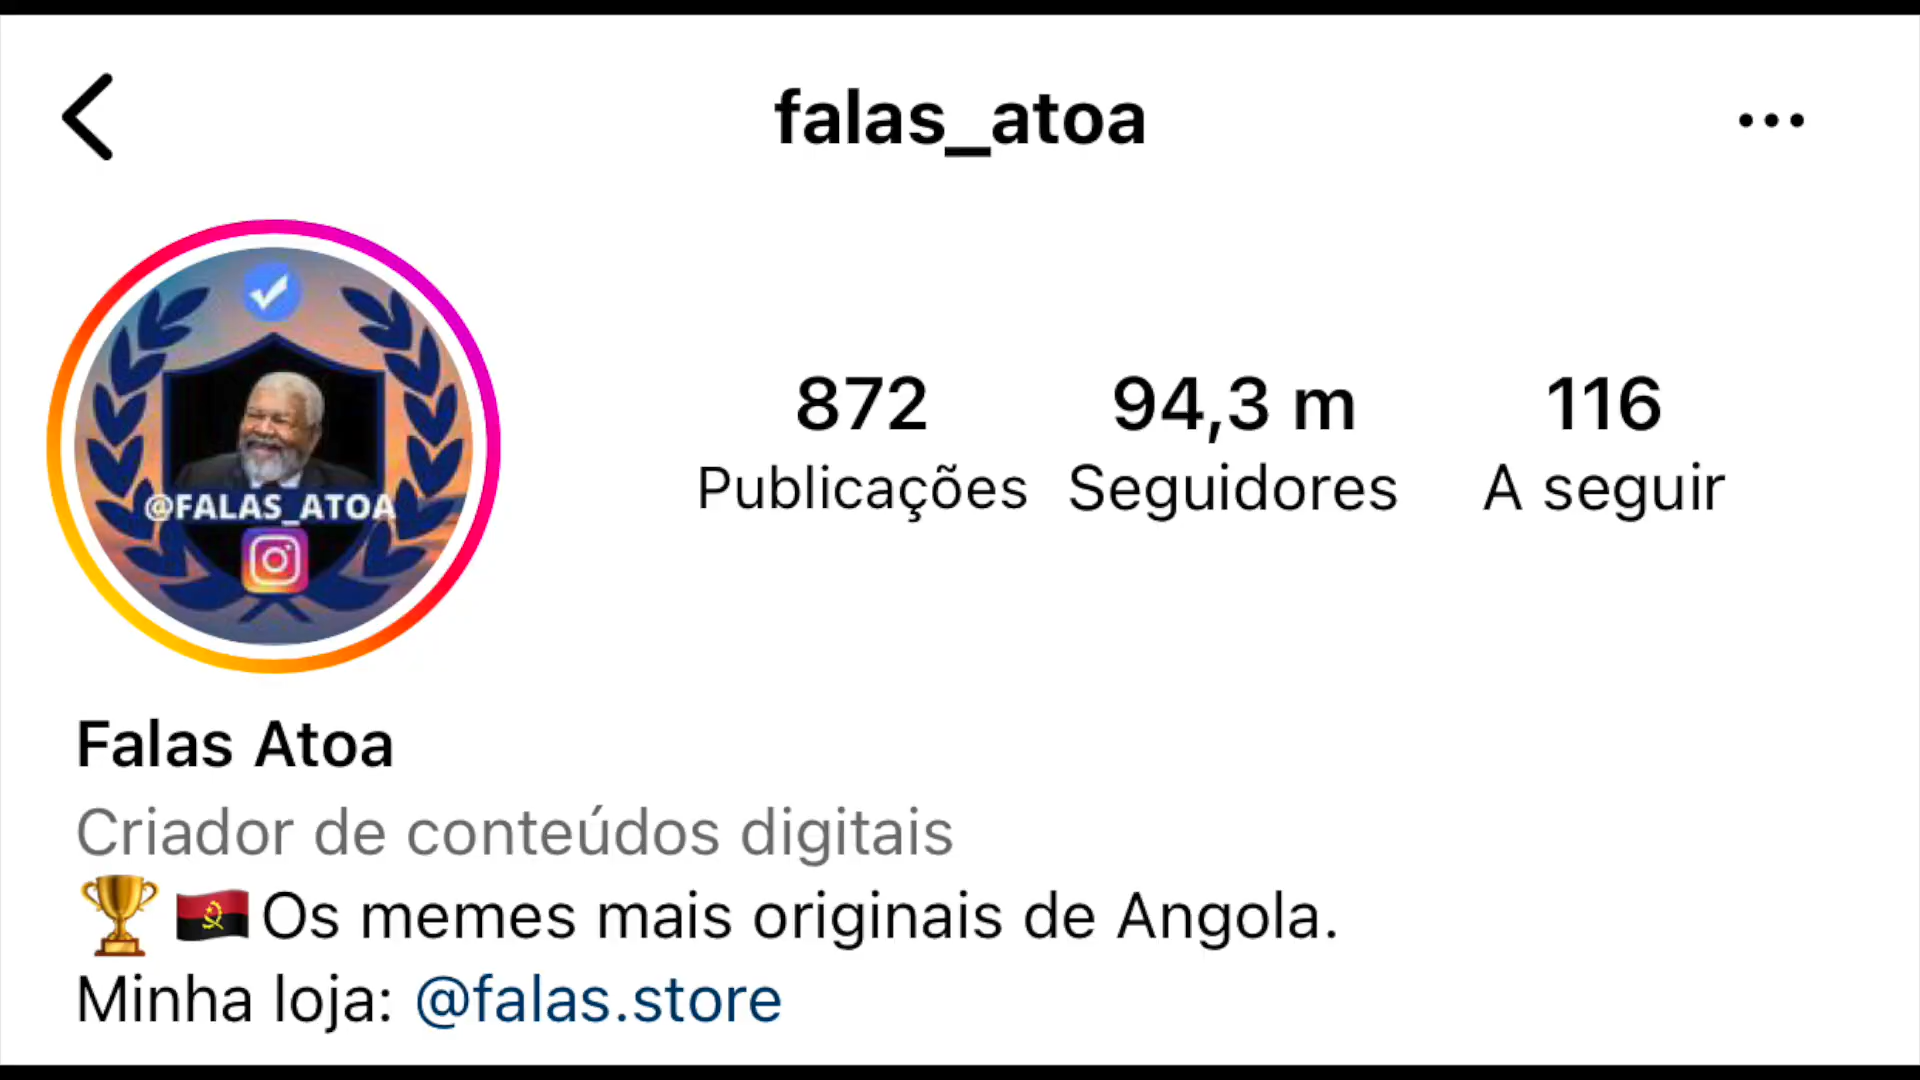 falas_atoa
@FALAS_ATOA
872 94,3 m 116
Publicações Seguidores A seguir
Falas Atoa
Criador de conteúdos digitais
🏆🇦🇴Os memes mais originais de Angola.
Minha loja: @falas.store